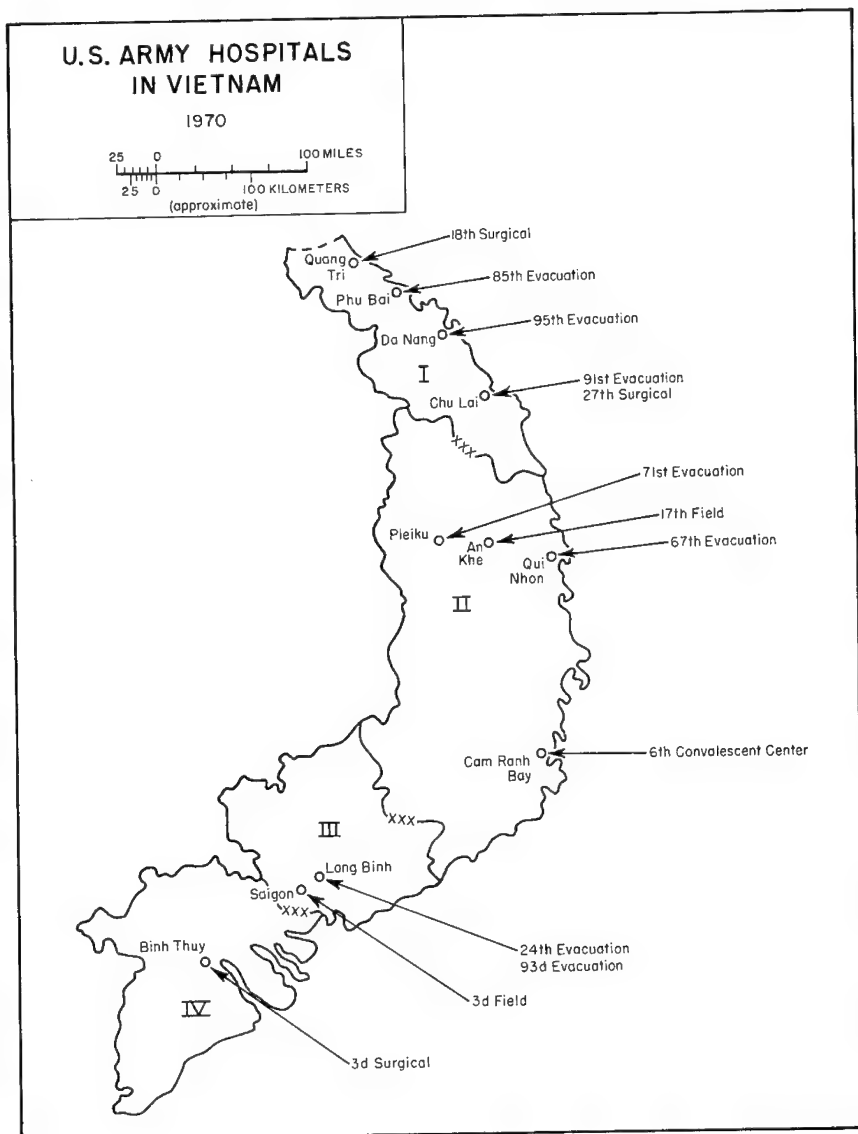 U.S. ARMY HOSPITALS
IN VIETNAM
1970
25 0 100 MILES
25 0 100 KILOMETERS
(approximate)
18th Surgical
Quang
Tri
85th Evacuation
Phu Bai
95th Evacuation
Da Nang
I
91st Evacuation
27th Surgical
Chu Lai
XXX
71st Evacuation
Pleiku
17th Field
An
Khe
67th Evacuation
Qui
Nhon
II
6th Convalescent Center
Cam Ranh
Bay
XXX
III
Long Binh
Saigon
XXX
24th Evacuation
93d Evacuation
Binh Thuy
3d Field
IV
3d Surgical